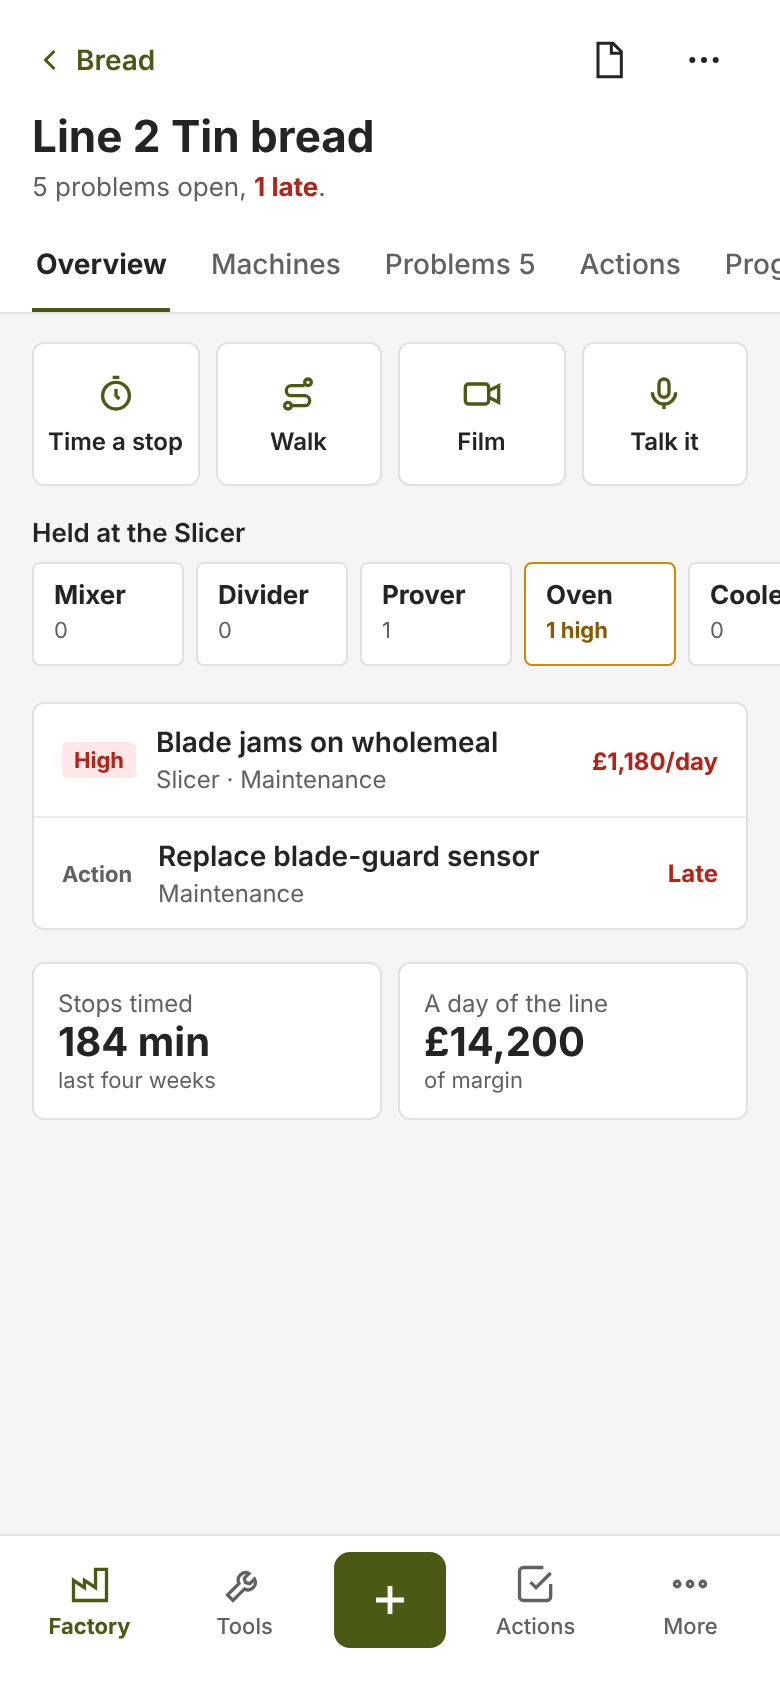 Bread
Line 2 Tin bread
5 problems open, 1 late.
Overview Machines Problems 5 Actions Prog
Time a stop Walk Film Talk it
Held at the Slicer
Mixer Divider Prover Oven Coole
0 0 1 1 high 0
Blade jams on wholemeal
High £1,180/day
Slicer · Maintenance
Replace blade-guard sensor
Action Late
Maintenance
Stops timed A day of the line
184 min £14,200
last four weeks of margin
Factory Tools Actions More